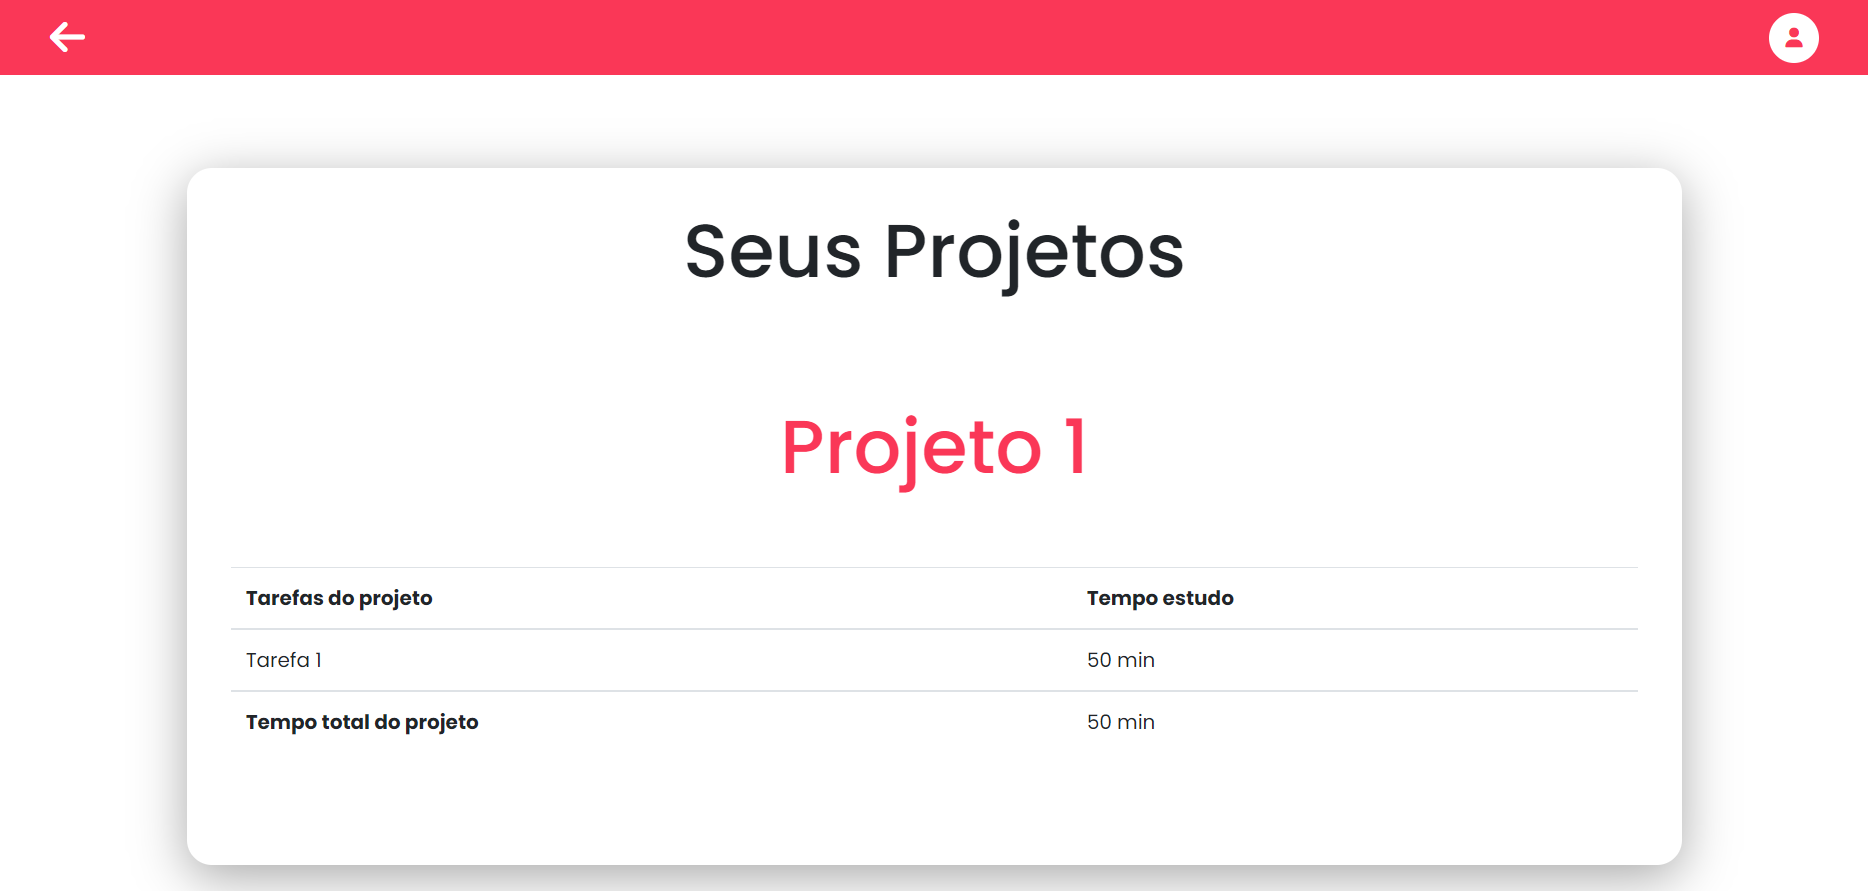 Seus Projetos
Projeto 1
Tarefas do projeto Tempo estudo
Tarefa 1 50 min
Tempo total do projeto 50 min